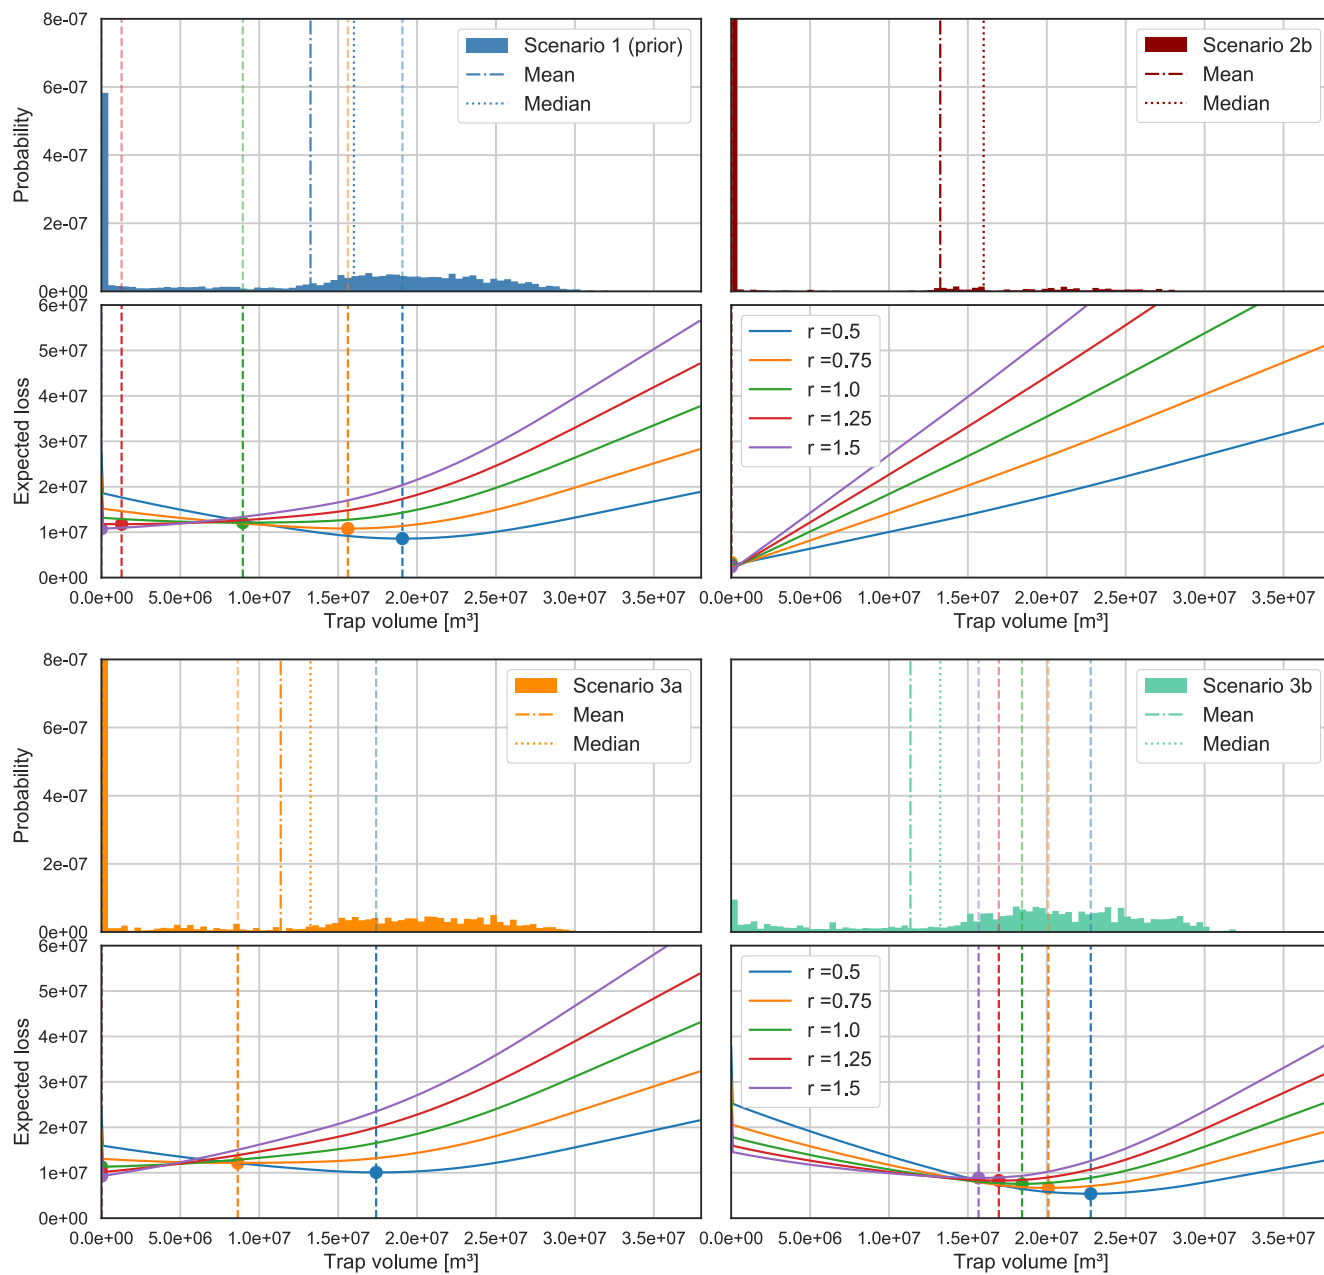 8e-07
6e-07
4e-07
2e-07
0e+00
Probability
Scenario 1 (prior)
Mean
Median
Scenario 2b
Mean
Median
6e+07
5e+07
4e+07
3e+07
2e+07
1e+07
0e+00
Expected loss
r =0.5
r =0.75
r =1.0
r =1.25
r =1.5
0.0e+00 5.0e+06 1.0e+07 1.5e+07 2.0e+07 2.5e+07 3.0e+07 3.5e+07
Trap volume [m³]
0.0e+00 5.0e+06 1.0e+07 1.5e+07 2.0e+07 2.5e+07 3.0e+07 3.5e+07
Trap volume [m³]
8e-07
6e-07
4e-07
2e-07
0e+00
Probability
Scenario 3a
Mean
Median
Scenario 3b
Mean
Median
6e+07
5e+07
4e+07
3e+07
2e+07
1e+07
0e+00
Expected loss
r =0.5
r =0.75
r =1.0
r =1.25
r =1.5
0.0e+00 5.0e+06 1.0e+07 1.5e+07 2.0e+07 2.5e+07 3.0e+07 3.5e+07
Trap volume [m³]
0.0e+00 5.0e+06 1.0e+07 1.5e+07 2.0e+07 2.5e+07 3.0e+07 3.5e+07
Trap volume [m³]